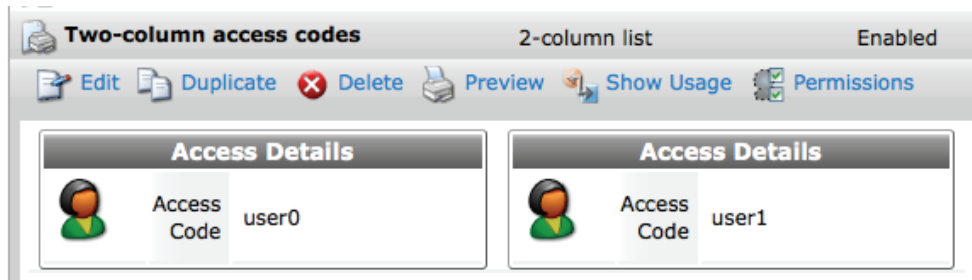 Two-column access codes 2-column list Enabled
Edit Duplicate Delete Preview Show Usage Permissions
Access Details Access Details
Access Code user0 Access Code user1